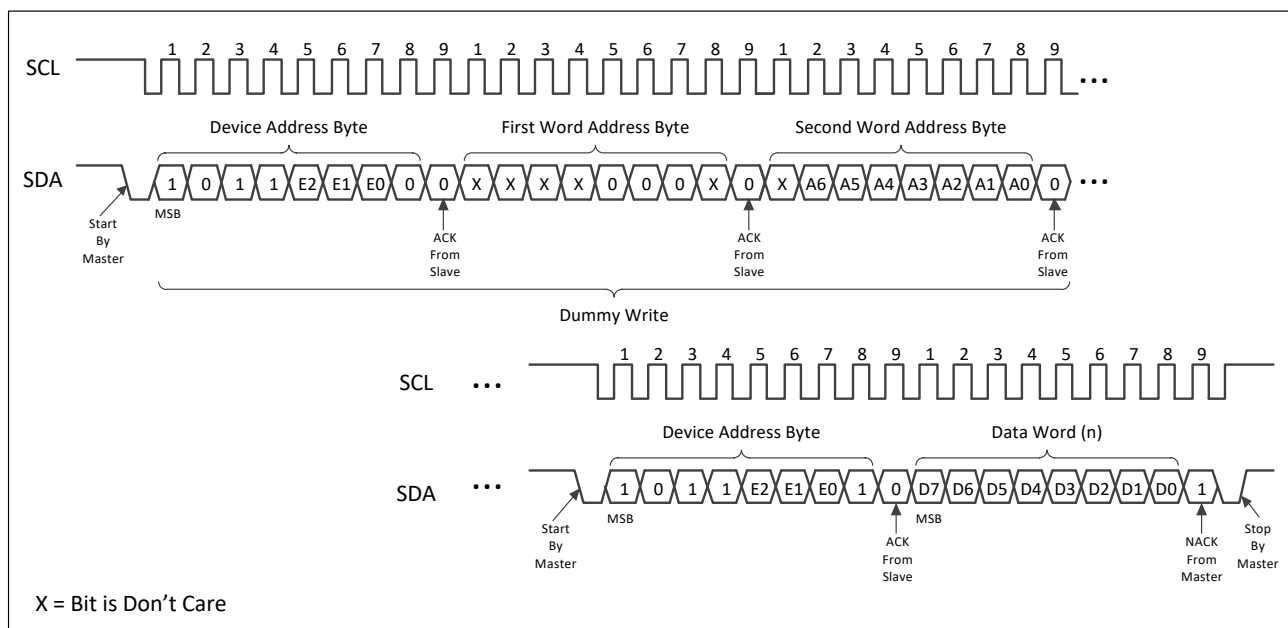 1 2 3 4 5 6 7 8 9 1 2 3 4 5 6 7 8 9 1 2 3 4 5 6 7 8 9
SCL ...
Device Address Byte First Word Address Byte Second Word Address Byte
SDA 1 0 1 1 E2 E1 E0 0 0 X X X X 0 0 0 X 0 X A6 A5 A4 A3 A2 A1 A0 0 ...
MSB
Start
By
Master
ACK
From
Slave
ACK
From
Slave
ACK
From
Slave
Dummy Write
1 2 3 4 5 6 7 8 9 1 2 3 4 5 6 7 8 9
SCL ...
Device Address Byte Data Word (n)
SDA ... 1 0 1 1 E2 E1 E0 1 0 D7 D6 D5 D4 D3 D2 D1 D0 1
MSB MSB
Start
By
Master
ACK
From
Slave
NACK
From
Master
Stop
By
Master
X = Bit is Don’t Care